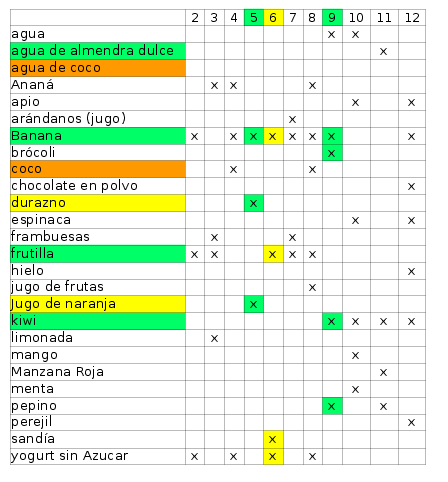 2 3 4 5 6 7 8 9 10 11 12
agua x x
agua de almendra dulce x
agua de coco
Ananá x x x
apio x x
arándanos (jugo) x
Banana x x x x x x x x
brócoli x
coco x x
chocolate en polvo x
durazno x
espinaca x x
frambuesas x x
frutilla x x x x x
hielo x
jugo de frutas x
Jugo de naranja x
kiwi x x x x
limonada x
mango x
Manzana Roja x
menta x
pepino x x
perejil x
sandía x
yogurt sin Azucar x x x x